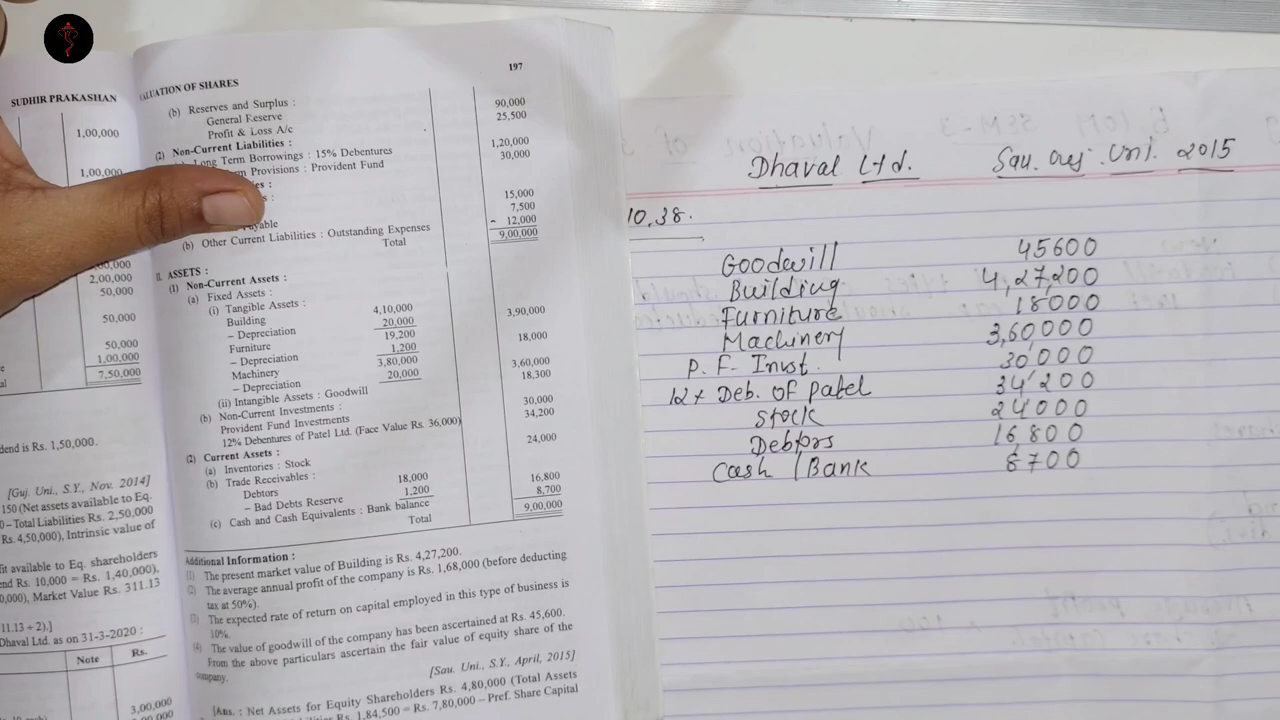 SUDHIR PRAKASHAN
1,00,000
1,00,000
2,00,000
50,000
50,000
50,000
1,00,000
7,50,000
dend is Rs. 1,50,000.
[Guj. Uni., S.Y., Nov. 2014]
150 (Net assets available to Eq.
0 – Total Liabilities Rs. 2,50,000
Rs. 4,50,000), Intrinsic value of
fit available to Eq. shareholders
end Rs. 10,000 = Rs. 1,40,000),
0,000), Market Value Rs. 311.13
11.13 ÷ 2).]
Dhaval Ltd. as on 31-3-2020 :
Note Rs.
3,00,000
ALUATION OF SHARES 197
(b) Reserves and Surplus :
General Reserve 90,000
Profit & Loss A/c 25,500
(2) Non-Current Liabilities :
Long Term Borrowings : 15% Debentures 1,20,000
Provisions : Provident Fund 30,000
15,000
7,500
Payable 12,000
(b) Other Current Liabilities : Outstanding Expenses
Total 9,00,000
II. ASSETS :
(1) Non-Current Assets :
(a) Fixed Assets :
(i) Tangible Assets :
Building 4,10,000
– Depreciation 20,000 3,90,000
Furniture 19,200
– Depreciation 1,200 18,000
Machinery 3,80,000
– Depreciation 20,000 3,60,000
(ii) Intangible Assets : Goodwill 18,300
(b) Non-Current Investments :
Provident Fund Investments 30,000
12% Debentures of Patel Ltd. (Face Value Rs. 36,000) 34,200
(2) Current Assets :
(a) Inventories : Stock 24,000
(b) Trade Receivables :
Debtors 18,000
– Bad Debts Reserve 1,200 16,800
(c) Cash and Cash Equivalents : Bank balance 8,700
Total 9,00,000
Additional Information :
(1) The present market value of Building is Rs. 4,27,200.
(2) The average annual profit of the company is Rs. 1,68,000 (before deducting
tax at 50%).
(3) The expected rate of return on capital employed in this type of business is
10%.
(4) The value of goodwill of the company has been ascertained at Rs. 45,600.
From the above particulars ascertain the fair value of equity share of the
company.
[Sau. Uni., S.Y., April, 2015]
[Ans. : Net Assets for Equity Shareholders Rs. 4,80,000 (Total Assets
Rs. 1,84,500 = Rs. 7,80,000 – Pref. Share Capital
Dhaval Ltd. Sau. Guj. Uni. 2015
10.38.
Goodwill 45600
Building 4,27,200
Furniture 18000
Machinery 3,60000
P. F. Invst. 30000
12% Deb. of Patel 34200
Stock 24000
Debtors 16800
Cash / Bank 8700